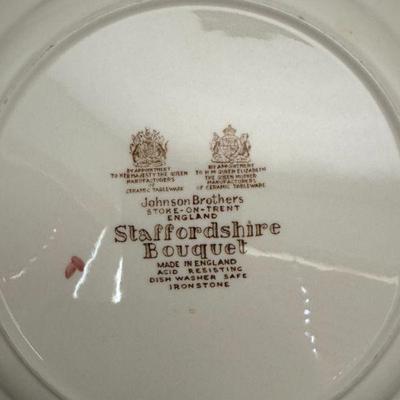 BY APPOINTMENT
TO HER MAJESTY THE QUEEN
MANUFACTURERS
OF
CERAMIC TABLEWARE
BY APPOINTMENT
TO H M QUEEN ELIZABETH
THE QUEEN MOTHER
MANUFACTURERS
OF CERAMIC TABLEWARE
Johnson Brothers
STOKE-ON-TRENT
ENGLAND
Staffordshire
Bouquet
MADE IN ENGLAND
ACID RESISTING
DISH WASHER SAFE
IRONSTONE